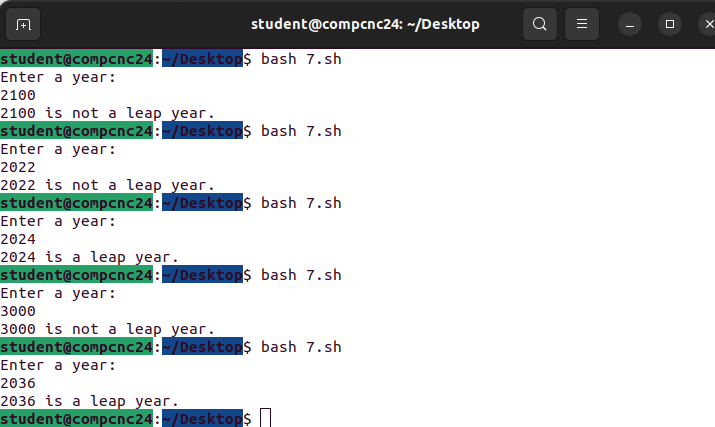 student@compcnc24: ~/Desktop
student@compcnc24:~/Desktop$ bash 7.sh
Enter a year:
2100
2100 is not a leap year.
student@compcnc24:~/Desktop$ bash 7.sh
Enter a year:
2022
2022 is not a leap year.
student@compcnc24:~/Desktop$ bash 7.sh
Enter a year:
2024
2024 is a leap year.
student@compcnc24:~/Desktop$ bash 7.sh
Enter a year:
3000
3000 is not a leap year.
student@compcnc24:~/Desktop$ bash 7.sh
Enter a year:
2036
2036 is a leap year.
student@compcnc24:~/Desktop$